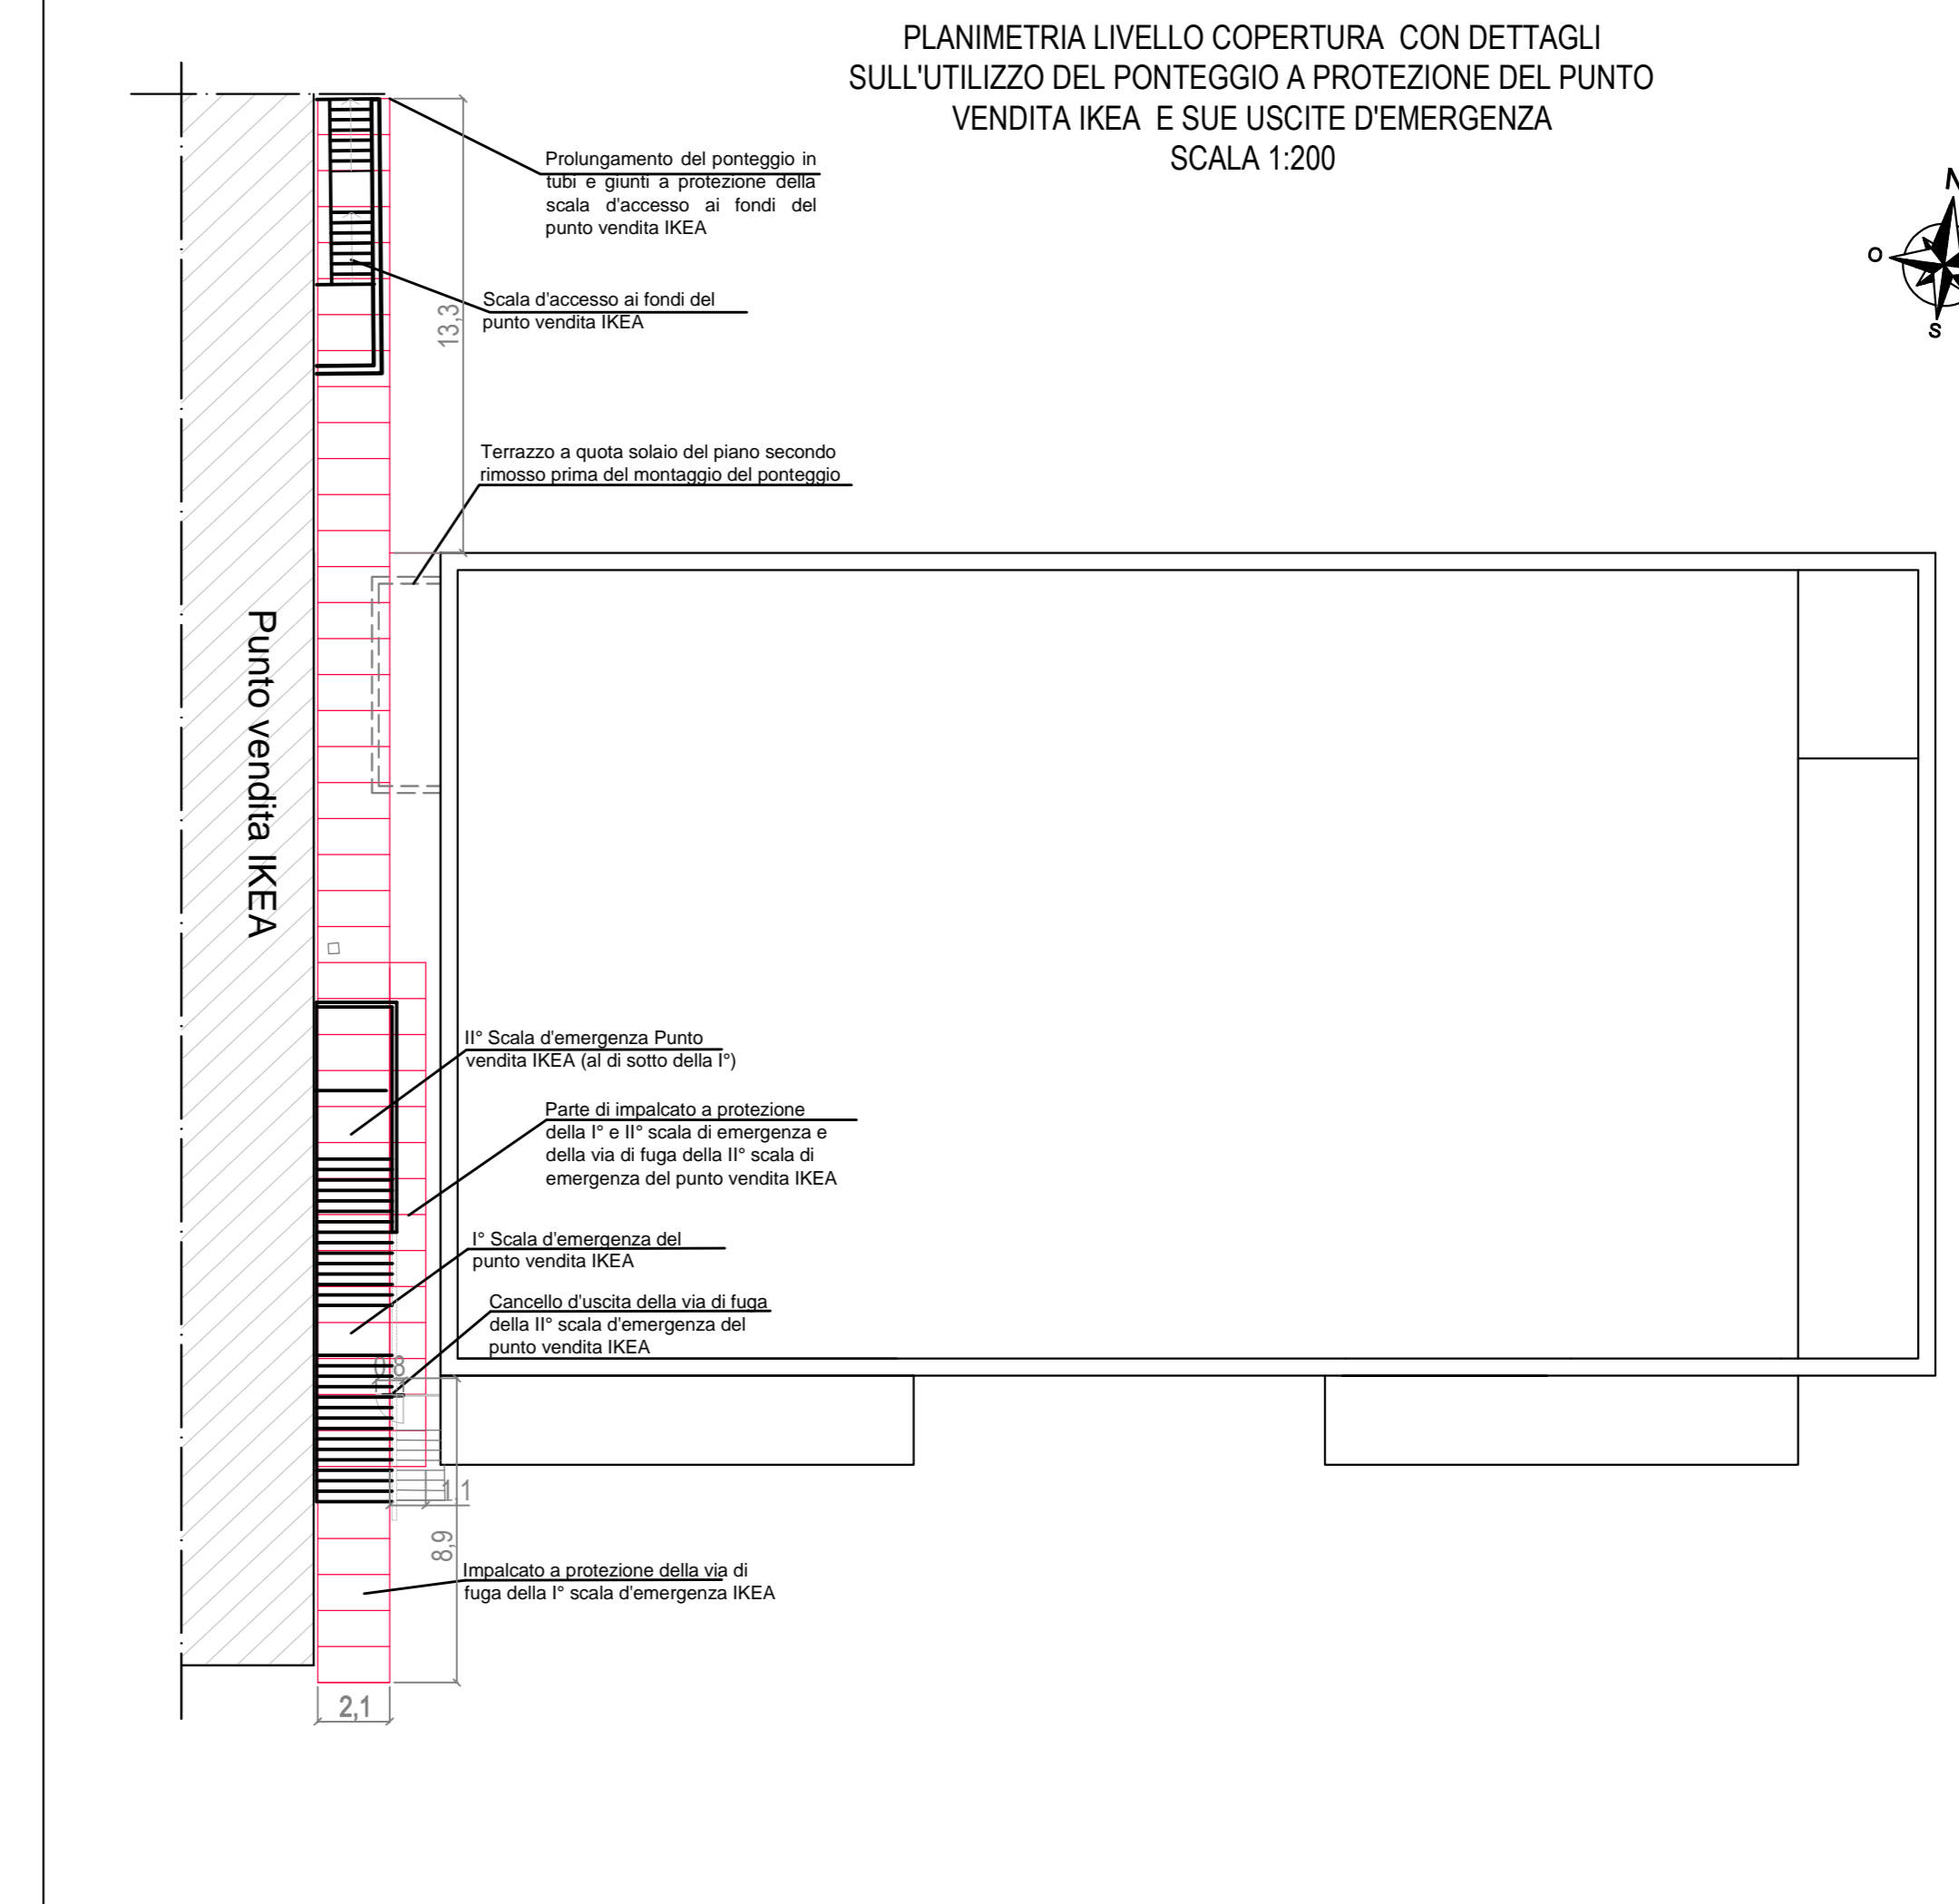 PLANIMETRIA LIVELLO COPERTURA CON DETTAGLI
SULL'UTILIZZO DEL PONTEGGIO A PROTEZIONE DEL PUNTO
VENDITA IKEA E SUE USCITE D'EMERGENZA
SCALA 1:200
N
O
S
Prolungamento del ponteggio in
tubi e giunti a protezione della
scala d'accesso ai fondi del
punto vendita IKEA
Scala d'accesso ai fondi del
punto vendita IKEA
13,3
Terrazzo a quota solaio del piano secondo
rimosso prima del montaggio del ponteggio
Punto vendita IKEA
II° Scala d'emergenza Punto
vendita IKEA (al di sotto della I°)
Parte di impalcato a protezione
della I° e II° scala di emergenza e
della via di fuga della II° scala di
emergenza del punto vendita IKEA
I° Scala d'emergenza del
punto vendita IKEA
Cancello d'uscita della via di fuga
della II° scala d'emergenza del
punto vendita IKEA
0,8
1,1
8,9
Impalcato a protezione della via di
fuga della I° scala d'emergenza IKEA
2,1